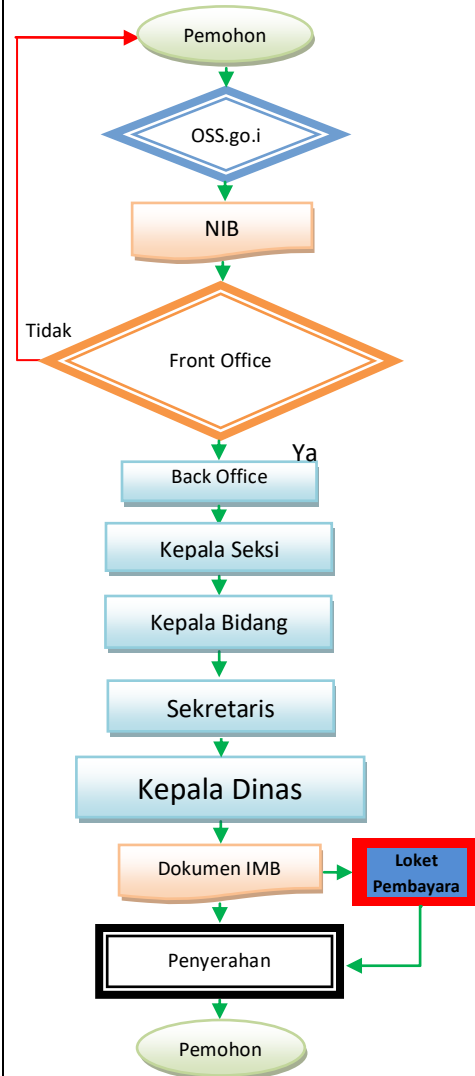 Pemohon
OSS.go.i
NIB
Tidak
Front Office
Ya
Back Office
Kepala Seksi
Kepala Bidang
Sekretaris
Kepala Dinas
Dokumen IMB
Loket
Pembayara
Penyerahan
Pemohon